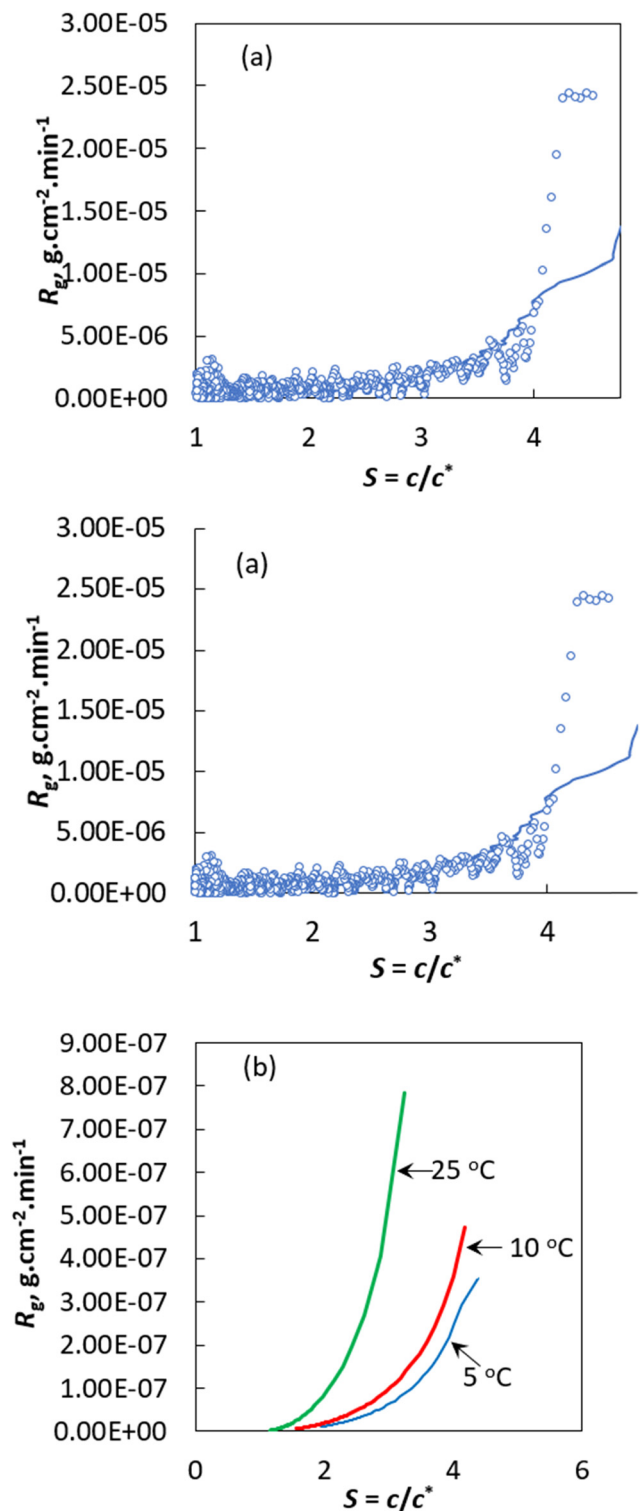 3.00E-05
(a)
2.50E-05
2.00E-05
1.50E-05
1.00E-05
5.00E-06
0.00E+00
R_g, g.cm⁻².min⁻¹
1 2 3 4
S = c/c*
3.00E-05
(a)
2.50E-05
2.00E-05
1.50E-05
1.00E-05
5.00E-06
0.00E+00
R_g, g.cm⁻².min⁻¹
1 2 3 4
S = c/c*
9.00E-07
(b)
8.00E-07
7.00E-07
6.00E-07
25 °C
5.00E-07
4.00E-07
10 °C
3.00E-07
2.00E-07
5 °C
1.00E-07
0.00E+00
R_g, g.cm⁻².min⁻¹
0 2 4 6
S = c/c*